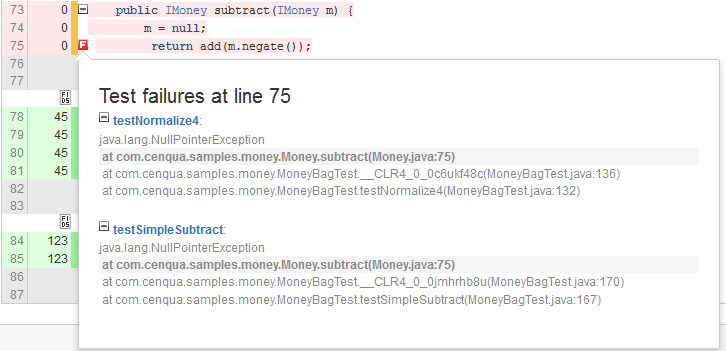 73 0 public IMoney subtract(IMoney m) {
74 0 m = null;
75 0 F return add(m.negate());
76
77
Test failures at line 75
FI
DS
testNormalize4:
78 45
java.lang.NullPointerException
79 45
at com.cenqua.samples.money.Money.subtract(Money.java:75)
80 45
at com.cenqua.samples.money.MoneyBagTest.__CLR4_0_0c6ukf48c(MoneyBagTest.java:136)
81 45
at com.cenqua.samples.money.MoneyBagTest.testNormalize4(MoneyBagTest.java:132)
82
83
FI
DS
testSimpleSubtract:
84 123
java.lang.NullPointerException
85 123
at com.cenqua.samples.money.Money.subtract(Money.java:75)
86
at com.cenqua.samples.money.MoneyBagTest.__CLR4_0_0jmhrhb8u(MoneyBagTest.java:170)
87
at com.cenqua.samples.money.MoneyBagTest.testSimpleSubtract(MoneyBagTest.java:167)